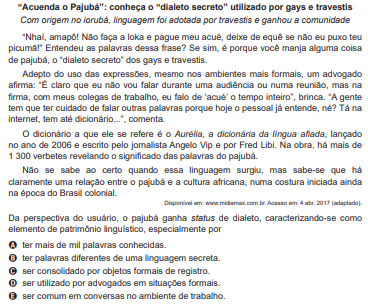 "Acuenda o Pajubá": conheça o "dialeto secreto" utilizado por gays e travestis
Com origem no iorubá, linguagem foi adotada por travestis e ganhou a comunidade
"Nhaí, amapô! Não faça a loka e pague meu acué, deixe de equê se não eu puxo teu
picumã!" Entendeu as palavras dessa frase? Se sim, é porque você manja alguma coisa
de pajubá, o "dialeto secreto" dos gays e travestis.
Adepto do uso das expressões, mesmo nos ambientes mais formais, um advogado
afirma: "É claro que eu não vou falar durante uma audiência ou numa reunião, mas na
firma, com meus colegas de trabalho, eu falo de 'acué' o tempo inteiro", brinca. "A gente
tem que ter cuidado de falar outras palavras porque hoje o pessoal já entende, né? Tá na
internet, tem até dicionário...", comenta.
O dicionário a que ele se refere é o Aurélia, a dicionária da língua afiada, lançado
no ano de 2006 e escrito pelo jornalista Angelo Vip e por Fred Libi. Na obra, há mais de
1 300 verbetes revelando o significado das palavras do pajubá.
Não se sabe ao certo quando essa linguagem surgiu, mas sabe-se que há
claramente uma relação entre o pajubá e a cultura africana, numa costura iniciada ainda
na época do Brasil colonial.
Disponível em: www.midiamax.com.br. Acesso em: 4 abr. 2017 (adaptado).
Da perspectiva do usuário, o pajubá ganha status de dialeto, caracterizando-se como
elemento de patrimônio linguístico, especialmente por
A ter mais de mil palavras conhecidas.
B ter palavras diferentes de uma linguagem secreta.
C ser consolidado por objetos formais de registro.
D ser utilizado por advogados em situações formais.
E ser comum em conversas no ambiente de trabalho.